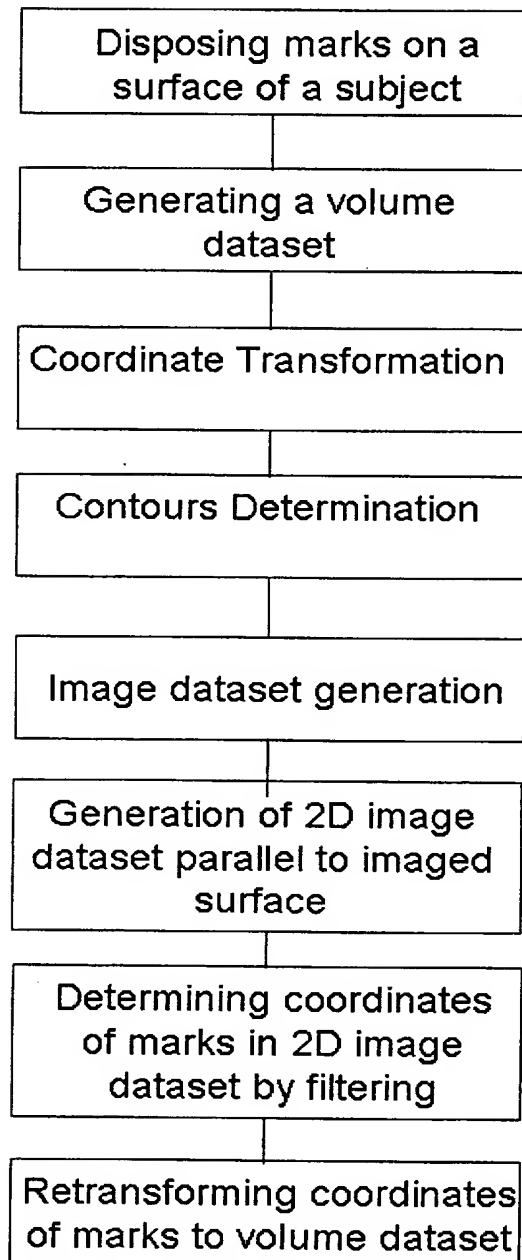 Disposing marks on a
surface of a subject
Generating a volume
dataset
Coordinate Transformation
Contours Determination
Image dataset generation
Generation of 2D image
dataset parallel to imaged
surface
Determining coordinates
of marks in 2D image
dataset by filtering
Retransforming coordinates
of marks to volume dataset